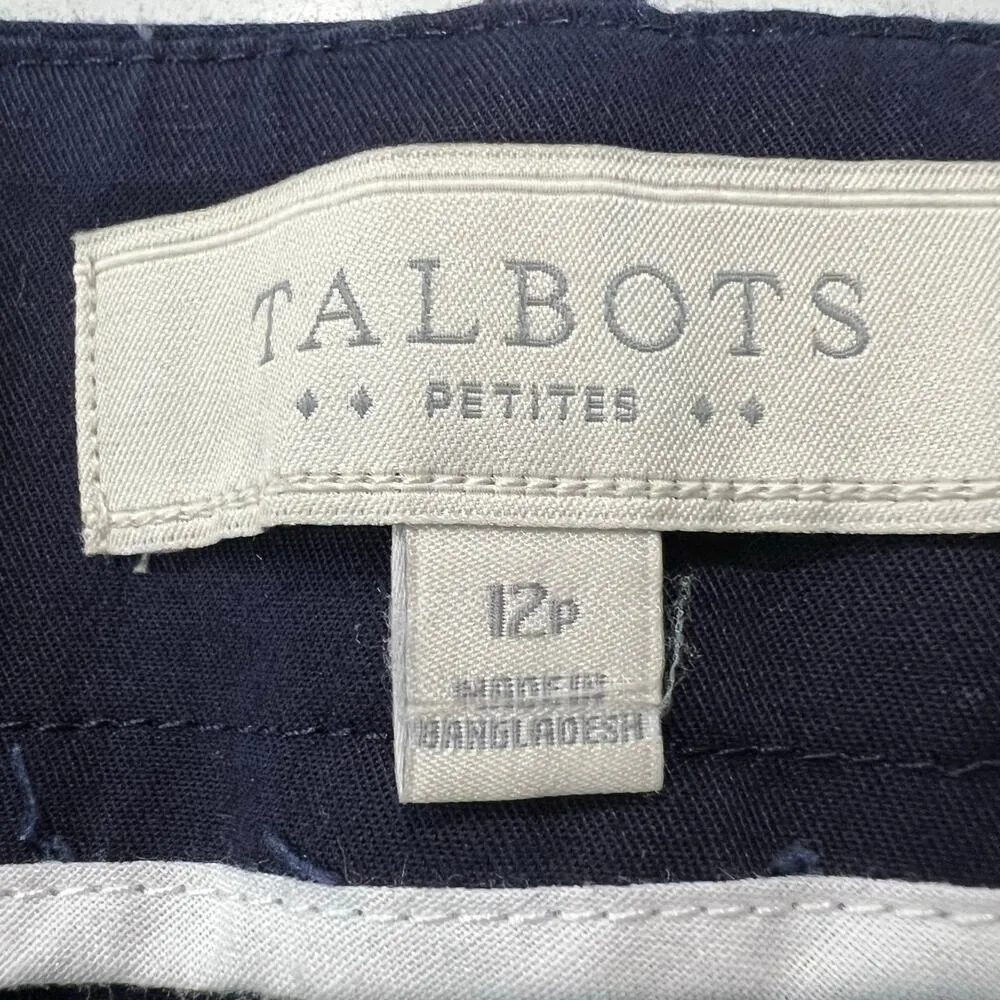 TALBOTS
PETITES
12P
MADE IN
BANGLADESH